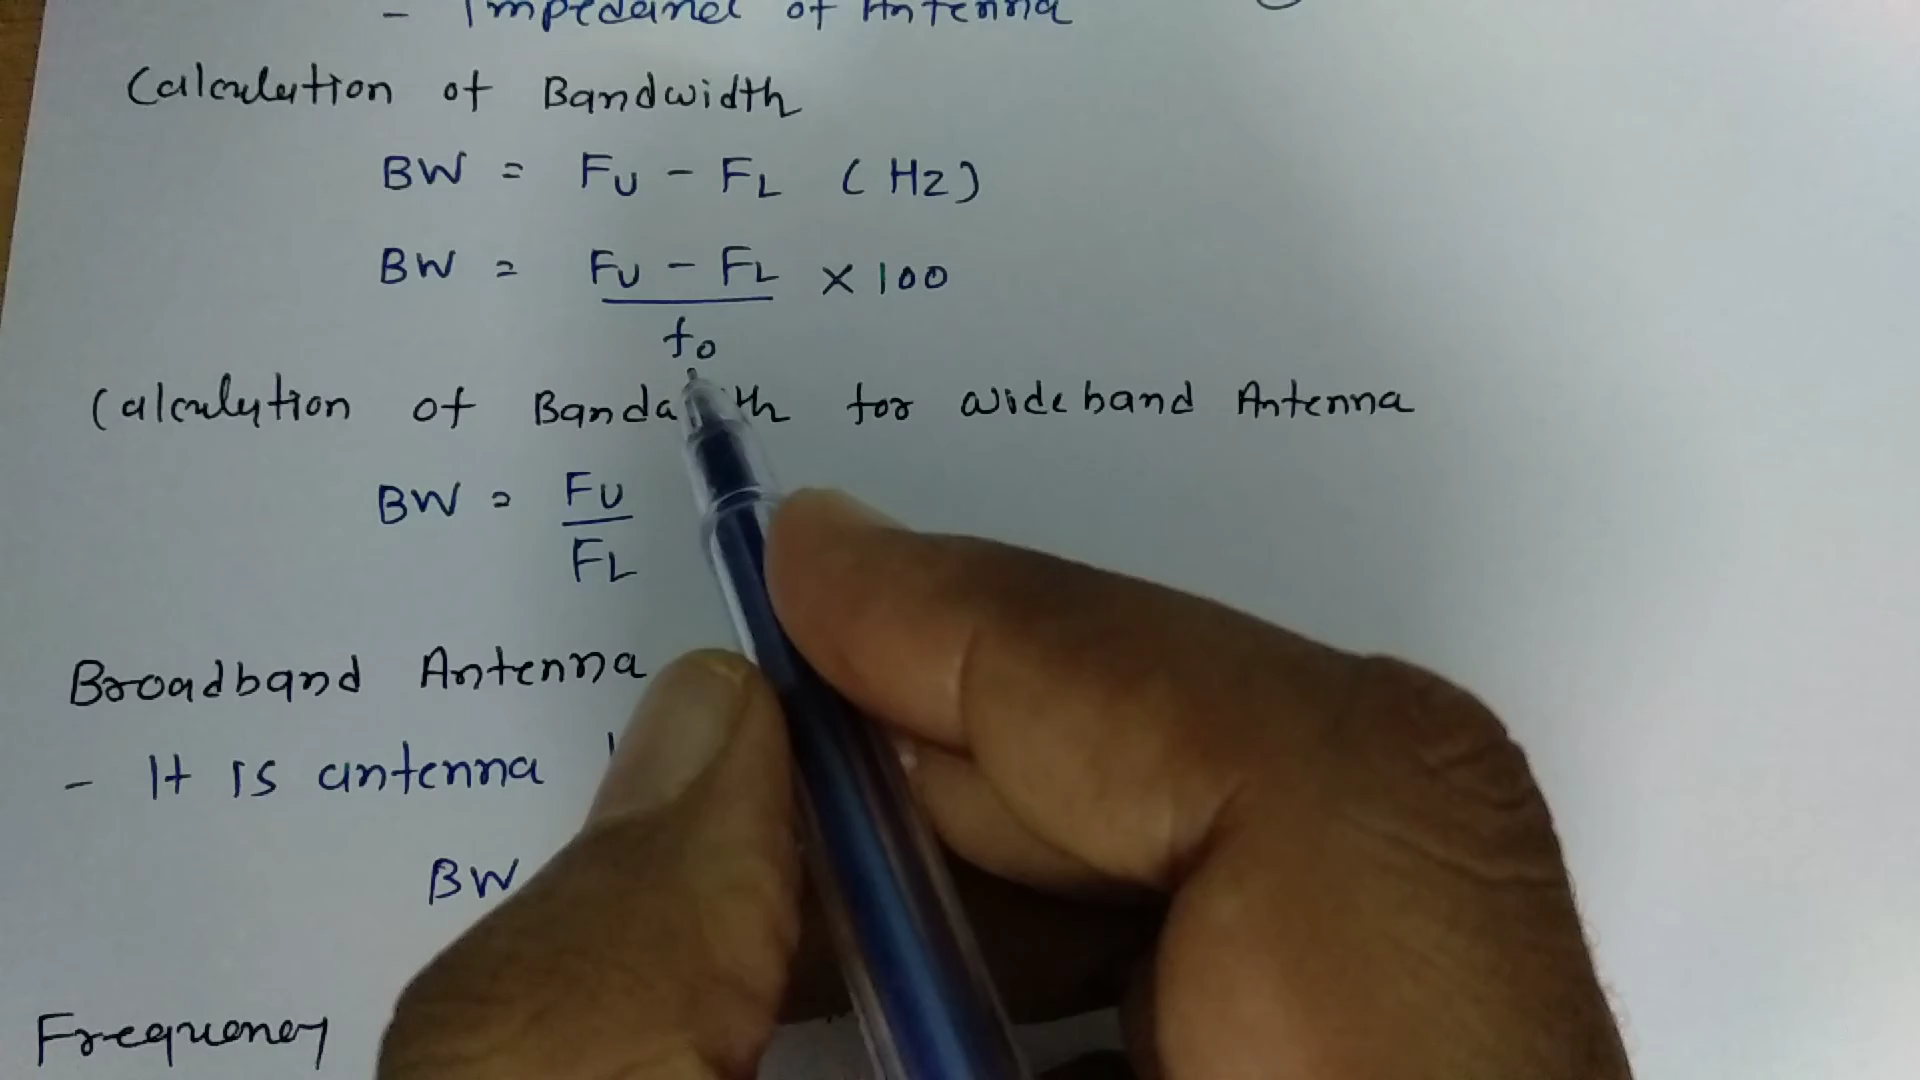 - Impedance of Antenna
Calculation of Bandwidth
BW = FU - FL (Hz)
BW = FU - FL × 100
fo
Calculation of for wideband Antenna
BW = FU
FL
Broadband Antenna
- It is antenna
BW
Frequency